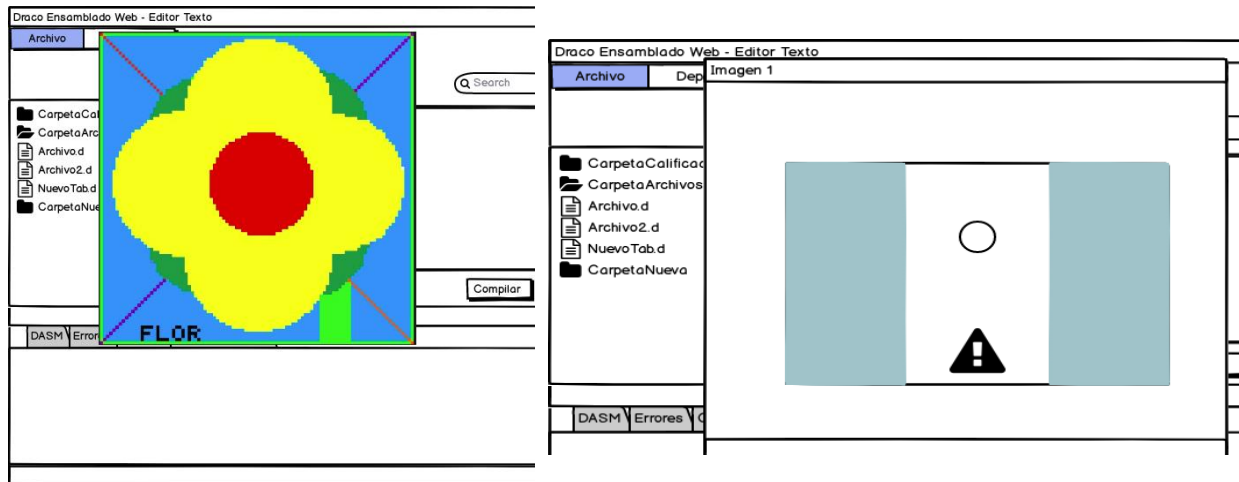 Draco Ensamblado Web - Editor Texto
Archivo
Search
CarpetaCal
CarpetaArc
Archivo.d
Archivo2.d
NuevoTab.d
CarpetaNue
Compilar
DASM
Error
FLOR
Draco Ensamblado Web - Editor Texto
Archivo
Dep
Imagen 1
CarpetaCalificac
CarpetaArchivos
Archivo.d
Archivo2.d
NuevoTab.d
CarpetaNueva
DASM
Errores